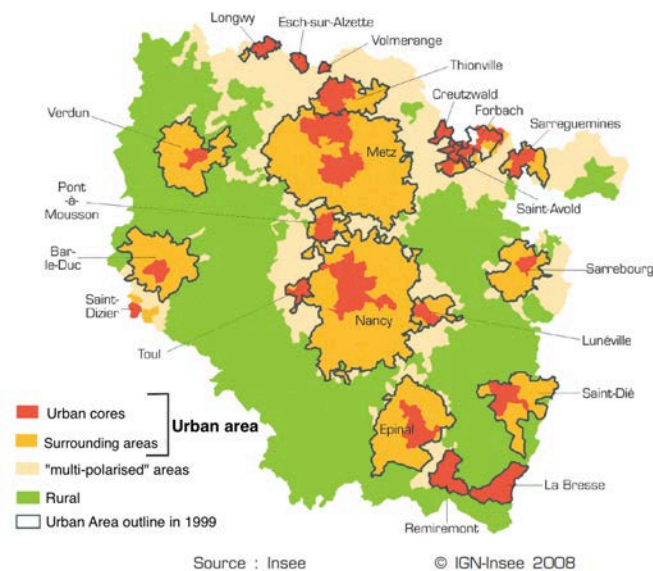 Longwy
Esch-sur-Alzette
Volmerange
Thionville
Creutzwald
Forbach
Sarreguemines
Verdun
Metz
Pont
-à-
Mousson
Saint-Avold
Bar-
le-Duc
Sarrebourg
Saint-
Dizier
Nancy
Toul
Lunéville
Saint-Dié
Epinal
La Bresse
Remiremont
Urban cores
Urban area
Surrounding areas
"multi-polarised" areas
Rural
Urban Area outline in 1999
Source : Insee © IGN-Insee 2008